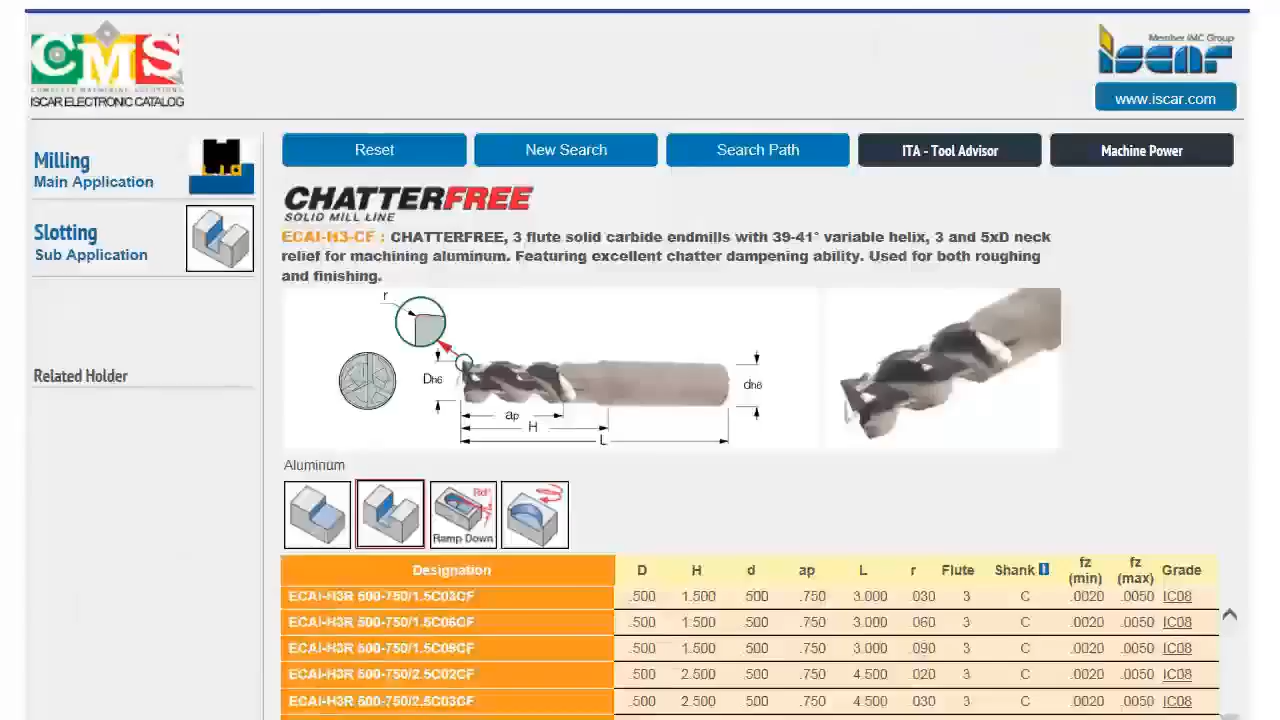 CMS
COMPLETE MACHINING SOLUTIONS
ISCAR ELECTRONIC CATALOG
Member IMC Group
iscar
www.iscar.com
Milling
Main Application
Slotting
Sub Application
Related Holder
Reset New Search Search Path ITA - Tool Advisor Machine Power
CHATTERFREE
SOLID MILL LINE
ECAI-H3-CF : CHATTERFREE, 3 flute solid carbide endmills with 39-41° variable helix, 3 and 5xD neck
relief for machining aluminum. Featuring excellent chatter dampening ability. Used for both roughing
and finishing.
r
Dh6
dh6
ap
H
L
Aluminum
Rd°
Ramp Down
Designation D H d ap L r Flute Shank fz (min) fz (max) Grade
ECAI-H3R 500-750/1.5C03CF .500 1.500 500 .750 3.000 030 3 C .0020 .0050 IC08
ECAI-H3R 500-750/1.5C06CF .500 1 500 500 .750 3.000 .060 3 C .0020 .0050 IC08
ECAI-H3R 500-750/1.5C09CF .500 1.500 500 .750 3.000 .090 3 C .0020 .0050 IC08
ECAI-H3R 500-750/2.5C02CF .500 2.500 500 .750 4.500 020 3 C .0020 .0050 IC08
ECAI-H3R 500-750/2.5C03CF .500 2.500 500 .750 4 500 030 3 C .0020 .0050 IC08